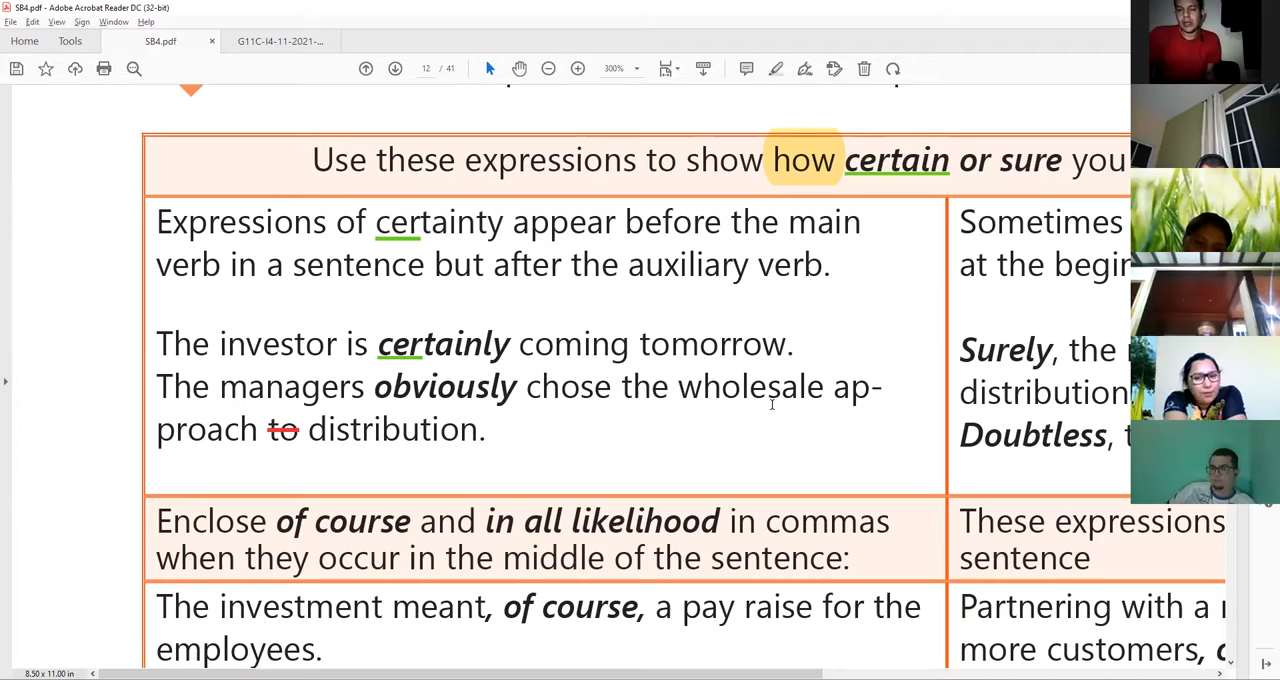 SB4.pdf - Adobe Acrobat Reader DC (32-bit)
File Edit View Sign Window Help
Home Tools SB4.pdf × G11C-I4-11-2021-...
12 / 41 300%
Use these expressions to show how certain or sure you
Expressions of certainty appear before the main
verb in a sentence but after the auxiliary verb.
The investor is certainly coming tomorrow.
The managers obviously chose the wholesale ap-
proach to distribution.
Sometimes
at the begin
Surely, the
distribution
Doubtless,
Enclose of course and in all likelihood in commas
when they occur in the middle of the sentence:
These expressions
sentence
The investment meant, of course, a pay raise for the
employees.
Partnering with a
more customers,
8.50 x 11.00 in